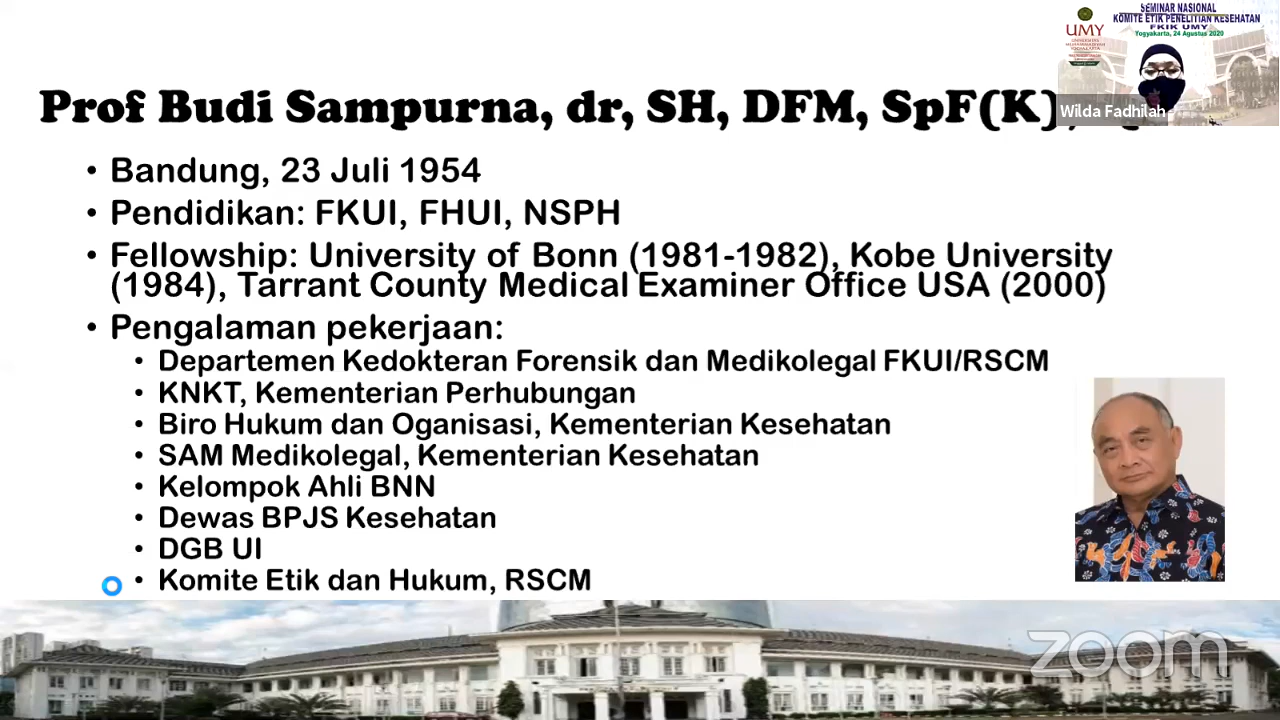 SEMINAR NASIONAL
KOMITE ETIK PENELITIAN KESEHATAN
FKIK UMY
Yogyakarta, 24 Agustus 2020
UMY
Wilda Fadhilah
Prof Budi Sampurna, dr, SH, DFM, SpF(K),
• Bandung, 23 Juli 1954
• Pendidikan: FKUI, FHUI, NSPH
• Fellowship: University of Bonn (1981-1982), Kobe University
(1984), Tarrant County Medical Examiner Office USA (2000)
• Pengalaman pekerjaan:
• Departemen Kedokteran Forensik dan Medikolegal FKUI/RSCM
• KNKT, Kementerian Perhubungan
• Biro Hukum dan Oganisasi, Kementerian Kesehatan
• SAM Medikolegal, Kementerian Kesehatan
• Kelompok Ahli BNN
• Dewas BPJS Kesehatan
• DGB UI
• Komite Etik dan Hukum, RSCM
zoom